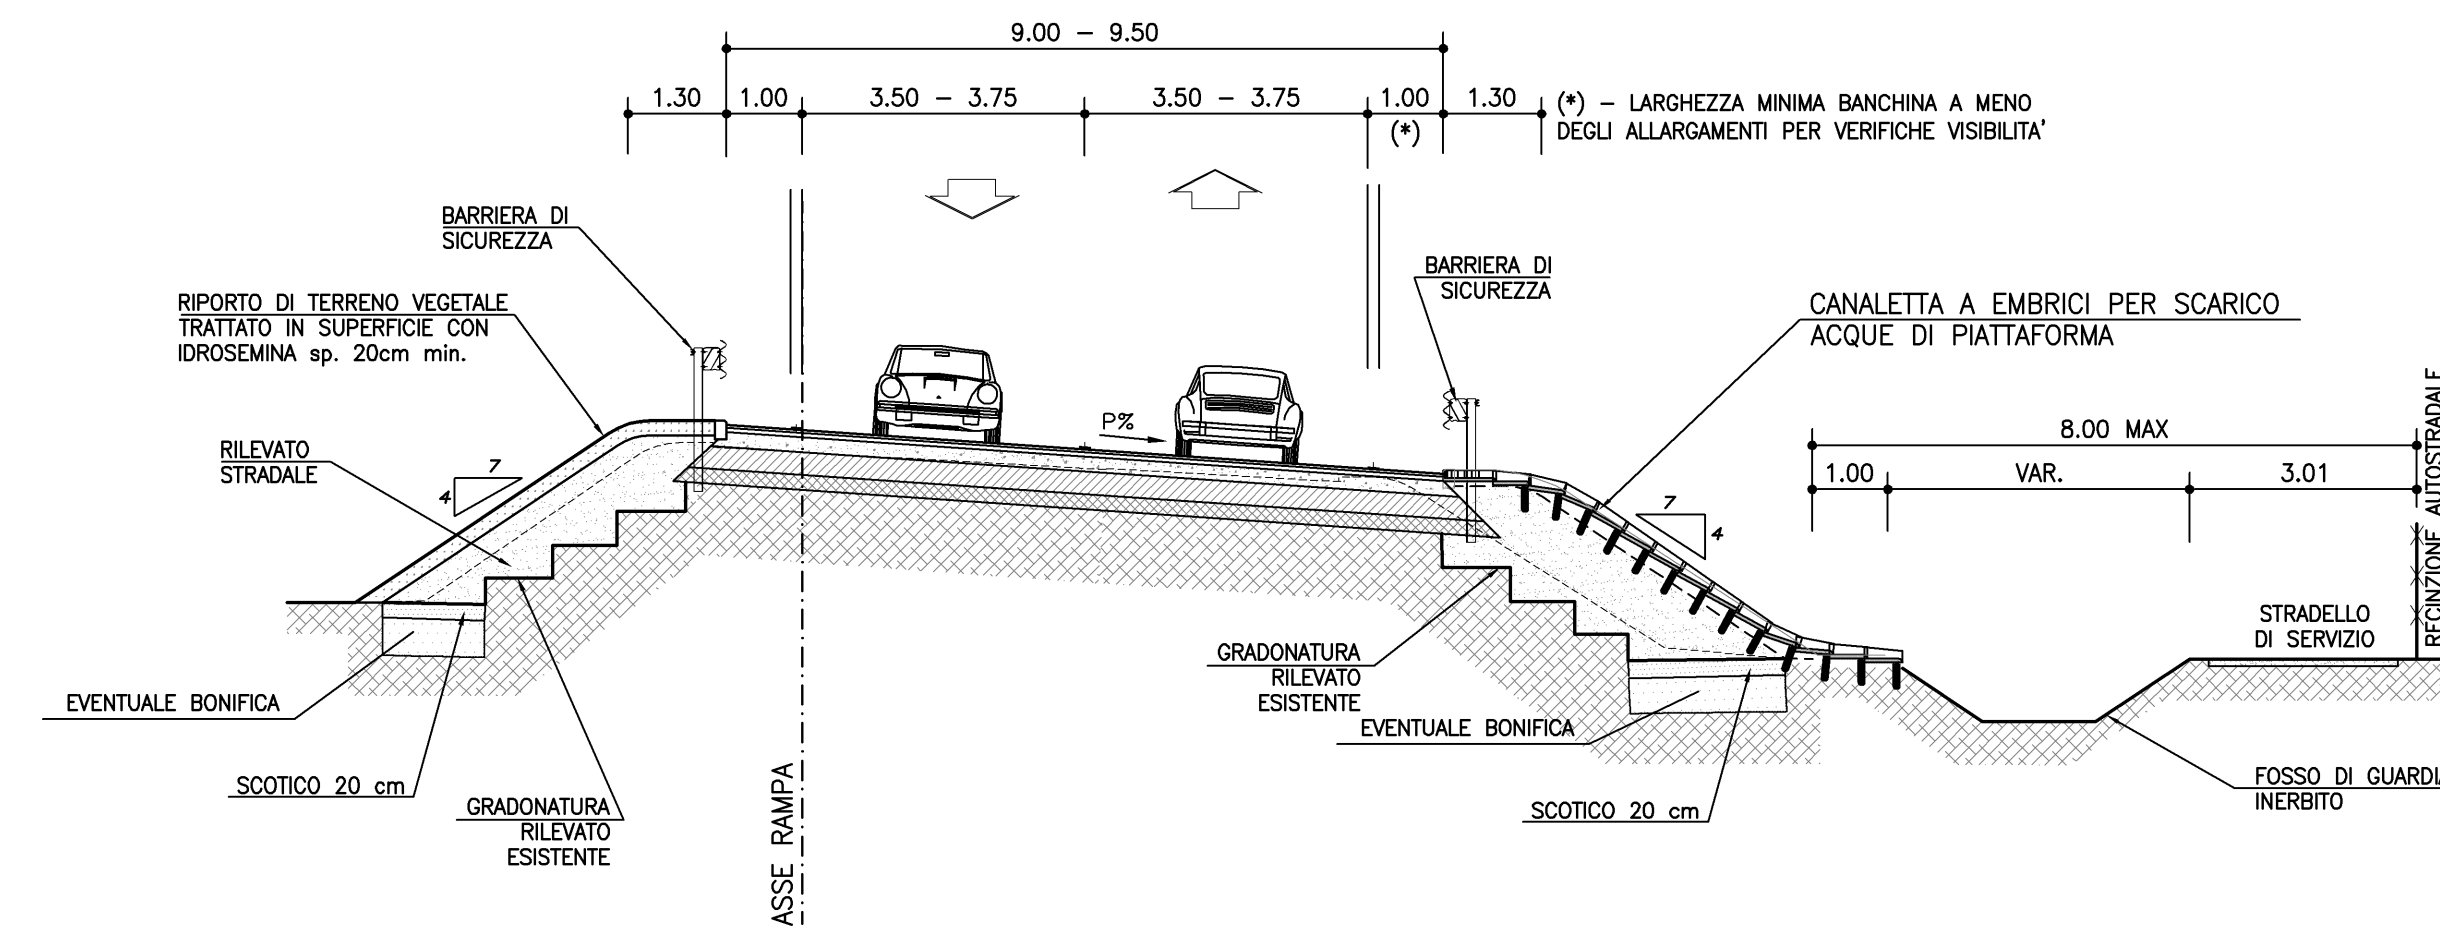 9.00 – 9.50
1.30 1.00 3.50 – 3.75 3.50 – 3.75 1.00 1.30
(*)
(*) – LARGHEZZA MINIMA BANCHINA A MENO
DEGLI ALLARGAMENTI PER VERIFICHE VISIBILITA'
BARRIERA DI
SICUREZZA
BARRIERA DI
SICUREZZA
RIPORTO DI TERRENO VEGETALE
TRATTATO IN SUPERFICIE CON
IDROSEMINA sp. 20cm min.
CANALETTA A EMBRICI PER SCARICO
ACQUE DI PIATTAFORMA
P%
RILEVATO
STRADALE
7
4
7
4
8.00 MAX
1.00 VAR. 3.01
RECINZIONE AUTOSTRADALE
STRADELLO
DI SERVIZIO
GRADONATURA
RILEVATO
ESISTENTE
EVENTUALE BONIFICA
EVENTUALE BONIFICA
SCOTICO 20 cm
GRADONATURA
RILEVATO
ESISTENTE
ASSE RAMPA
SCOTICO 20 cm
FOSSO DI GUARDI
INERBITO